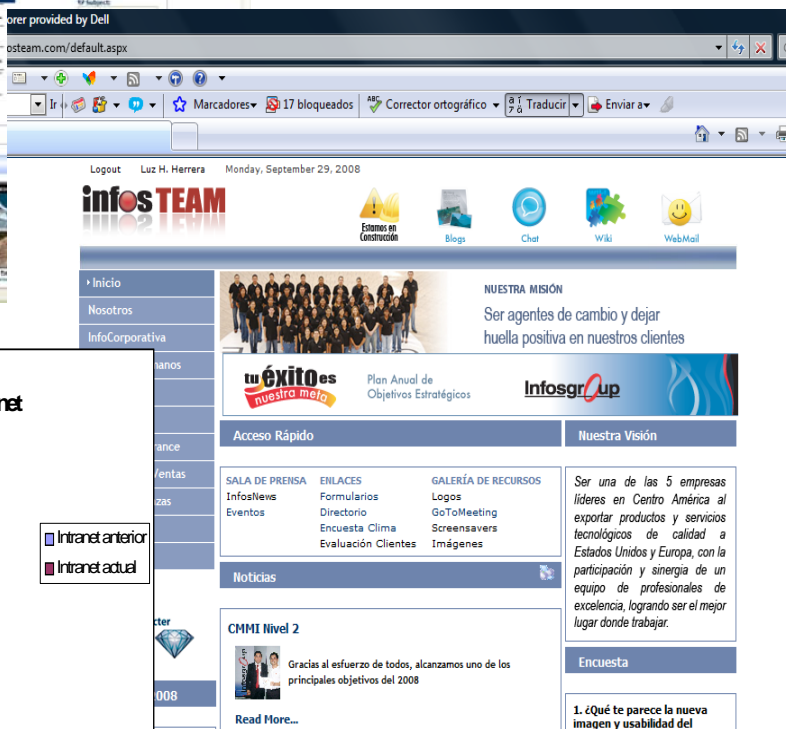 orer provided by Dell
osteam.com/default.aspx
Ir
Marcadores
17 bloqueados
Corrector ortográfico
Traducir
Enviar a
Logout Luz H. Herrera Monday, September 29, 2008
infosTEAM
Estamos en
Construcción
Blogs
Chat
Wiki
WebMail
Inicio
Nosotros
InfoCorporativa
manos
rance
Ventas
zas
cter
2008
net
Intranet anterior
Intranet actual
NUESTRA MISIÓN
Ser agentes de cambio y dejar
huella positiva en nuestros clientes
tu éxito es
nuestra meta
Plan Anual de
Objetivos Estratégicos
Infosgroup
Acceso Rápido
SALA DE PRENSA ENLACES GALERÍA DE RECURSOS
InfosNews Formularios Logos
Eventos Directorio GoToMeeting
Encuesta Clima Screensavers
Evaluación Clientes Imágenes
Noticias
CMMI Nivel 2
Gracias al esfuerzo de todos, alcanzamos uno de los
principales objetivos del 2008
Read More...
Nuestra Visión
Ser una de las 5 empresas
líderes en Centro América al
exportar productos y servicios
tecnológicos de calidad a
Estados Unidos y Europa, con la
participación y sinergia de un
equipo de profesionales de
excelencia, logrando ser el mejor
lugar donde trabajar.
Encuesta
1. ¿Qué te parece la nueva
imagen y usabilidad del